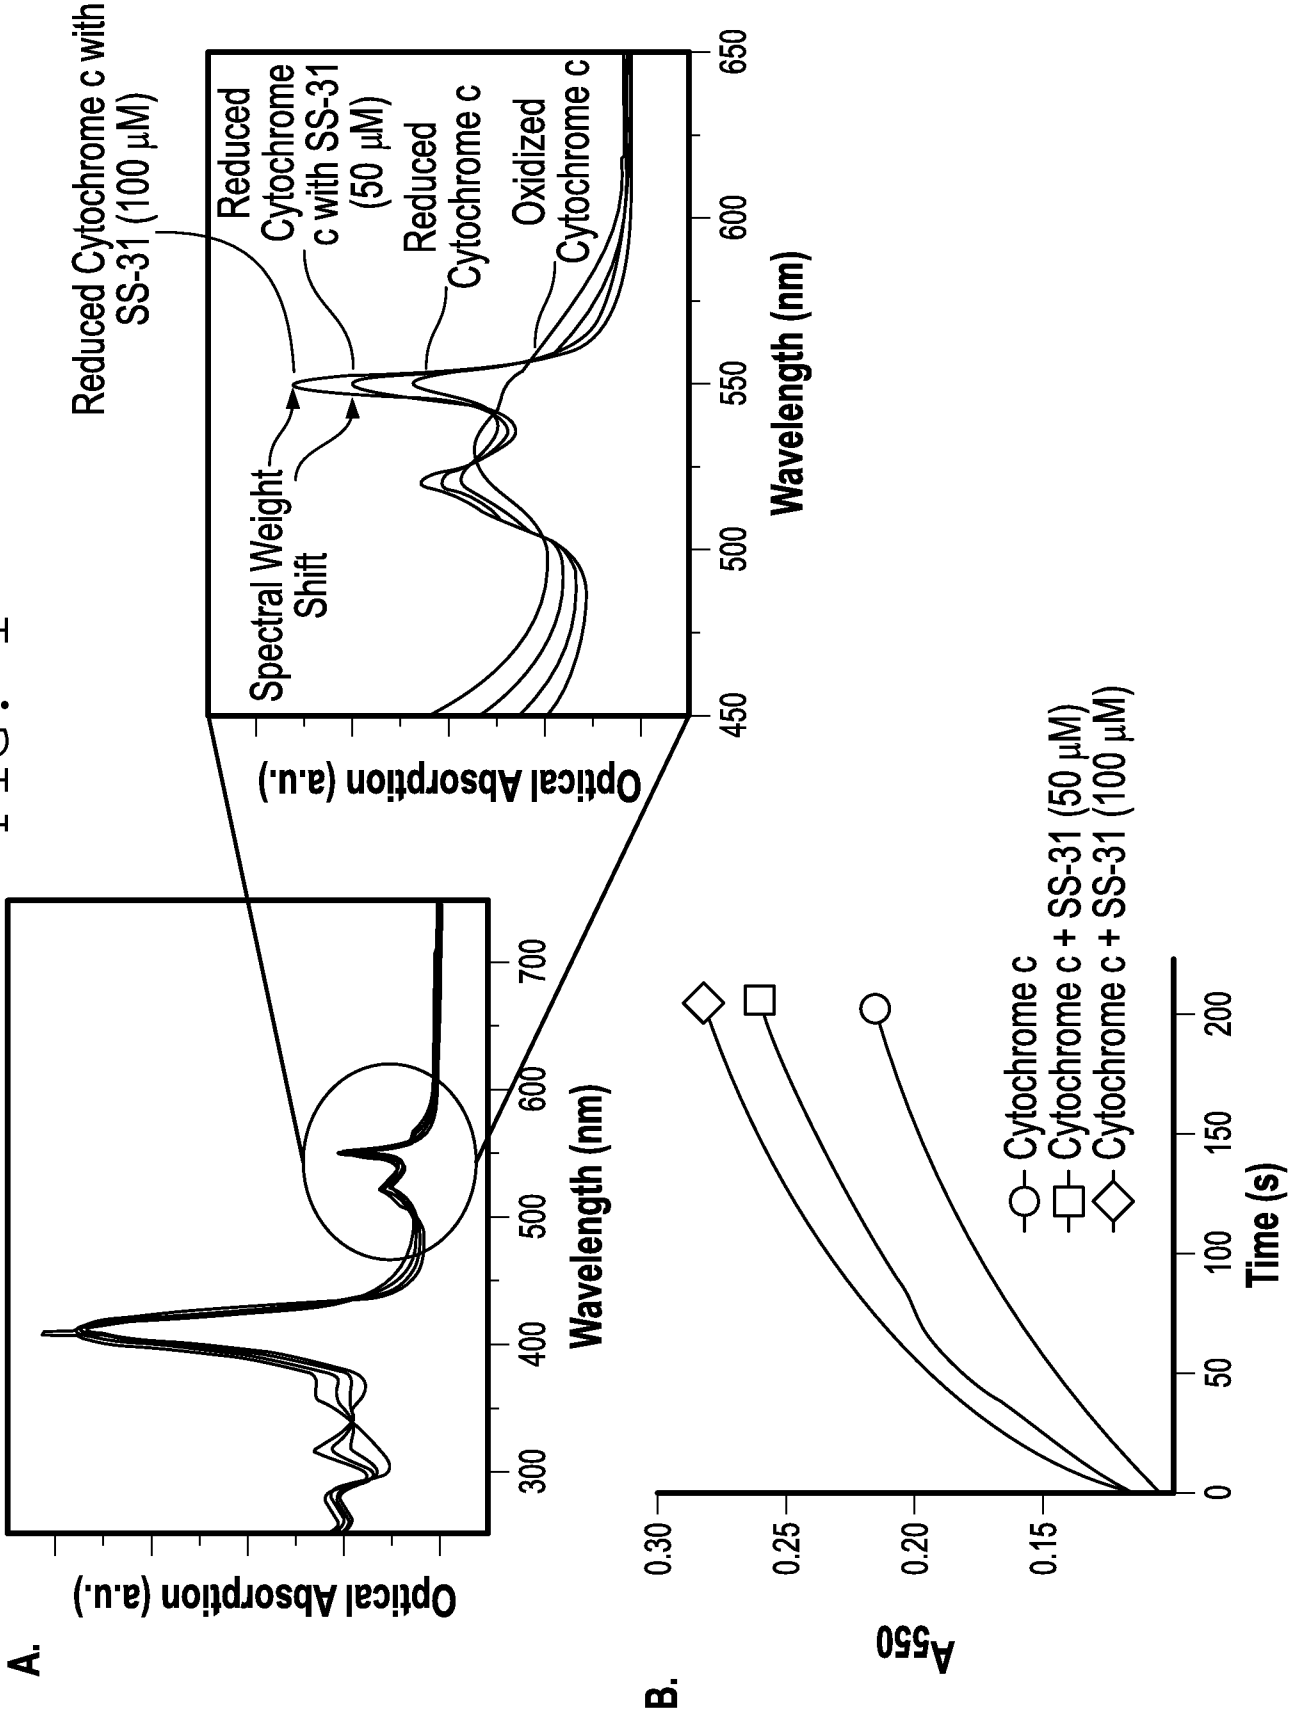 FIG. 1
A.
Optical Absorption (a.u.)
300
400
500
600
700
Wavelength (nm)
Reduced Cytochrome c with
SS-31 (100 μM)
Reduced
Cytochrome
c with SS-31
(50 μM)
Reduced
Cytochrome c
Oxidized
Cytochrome c
Spectral Weight
Shift
Optical Absorption (a.u.)
450
500
550
600
650
Wavelength (nm)
B.
A550
0.30
0.25
0.20
0.15
0
50
100
150
200
Time (s)
Cytochrome c
Cytochrome c + SS-31 (50 μM)
Cytochrome c + SS-31 (100 μM)